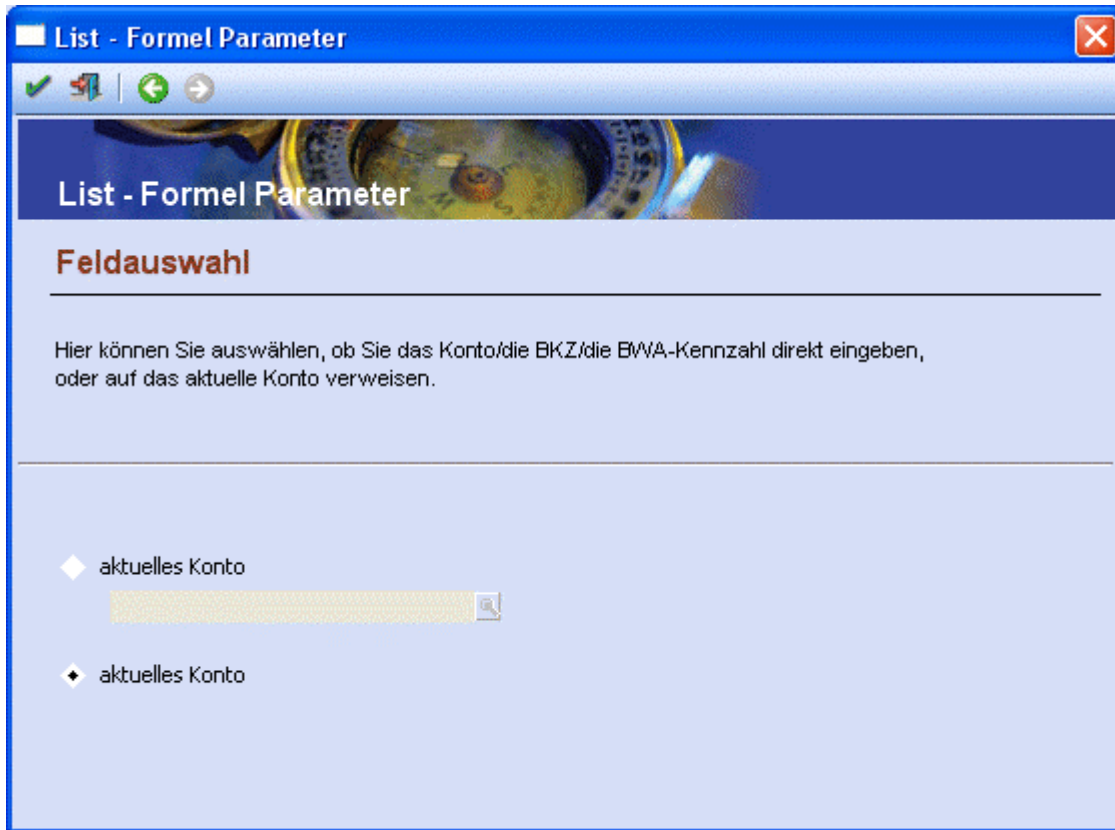 List - Formel Parameter
List - Formel Parameter
Feldauswahl
Hier können Sie auswählen, ob Sie das Konto/die BKZ/die BWA-Kennzahl direkt eingeben,
oder auf das aktuelle Konto verweisen.
aktuelles Konto
aktuelles Konto